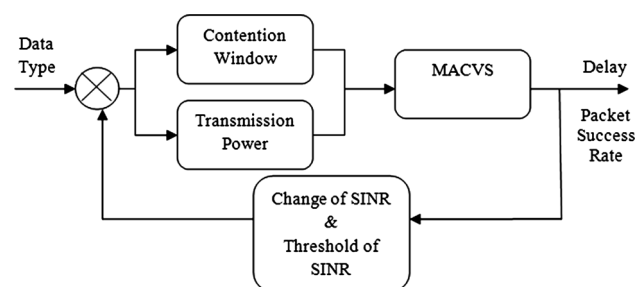 Data
Type
Contention
Window
Transmission
Power
MACVS
Delay
Packet
Success
Rate
Change of SINR
&
Threshold of
SINR